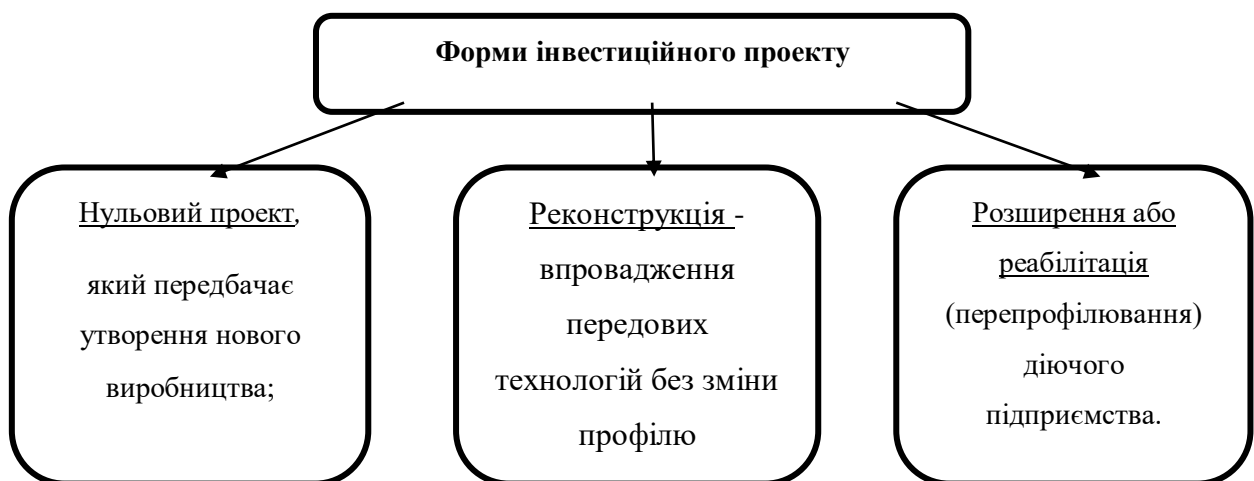 Форми інвестиційного проекту
Нульовий проект,
який передбачає
утворення нового
виробництва;
Реконструкція -
впровадження
передових
технологій без зміни
профілю
Розширення або
реабілітація
(перепрофілювання)
діючого
підприємства.